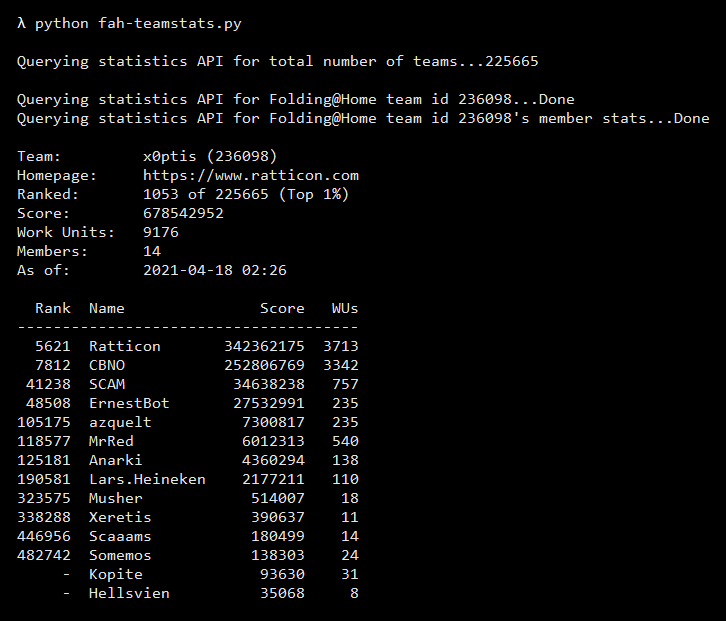 λ python fah-teamstats.py
Querying statistics API for total number of teams...225665
Querying statistics API for Folding@Home team id 236098...Done
Querying statistics API for Folding@Home team id 236098's member stats...Done
Team: x0ptis (236098)
Homepage: https://www.ratticon.com
Ranked: 1053 of 225665 (Top 1%)
Score: 678542952
Work Units: 9176
Members: 14
As of: 2021-04-18 02:26
Rank Name Score WUs
--------------------------------------
5621 Ratticon 342362175 3713
7812 CBNO 252806769 3342
41238 SCAM 34638238 757
48508 ErnestBot 27532991 235
105175 azquelt 7300817 235
118577 MrRed 6012313 540
125181 Anarki 4360294 138
190581 Lars.Heineken 2177211 110
323575 Musher 514007 18
338288 Xeretis 390637 11
446956 Scaaams 180499 14
482742 Somemos 138303 24
- Kopite 93630 31
- Hellsvien 35068 8